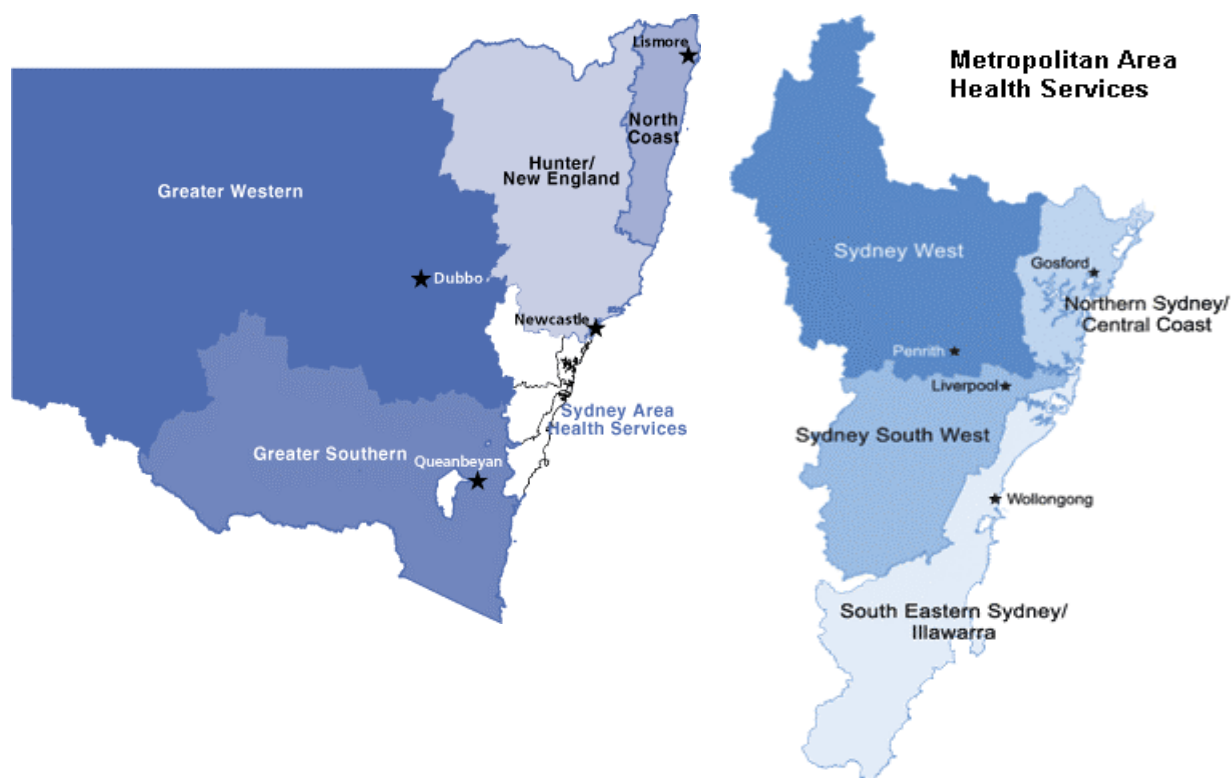 Lismore
North
Coast
Hunter/
New England
Greater Western
Dubbo
Newcastle
Sydney Area
Health Services
Greater Southern
Queanbeyan
Metropolitan Area
Health Services
Sydney West
Gosford
Northern Sydney/
Central Coast
Penrith
Liverpool
Sydney South West
Wollongong
South Eastern Sydney/
Illawarra